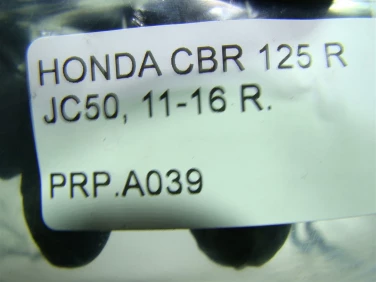 HONDA CBR 125 R
JC50, 11-16 R.
PRP.A039